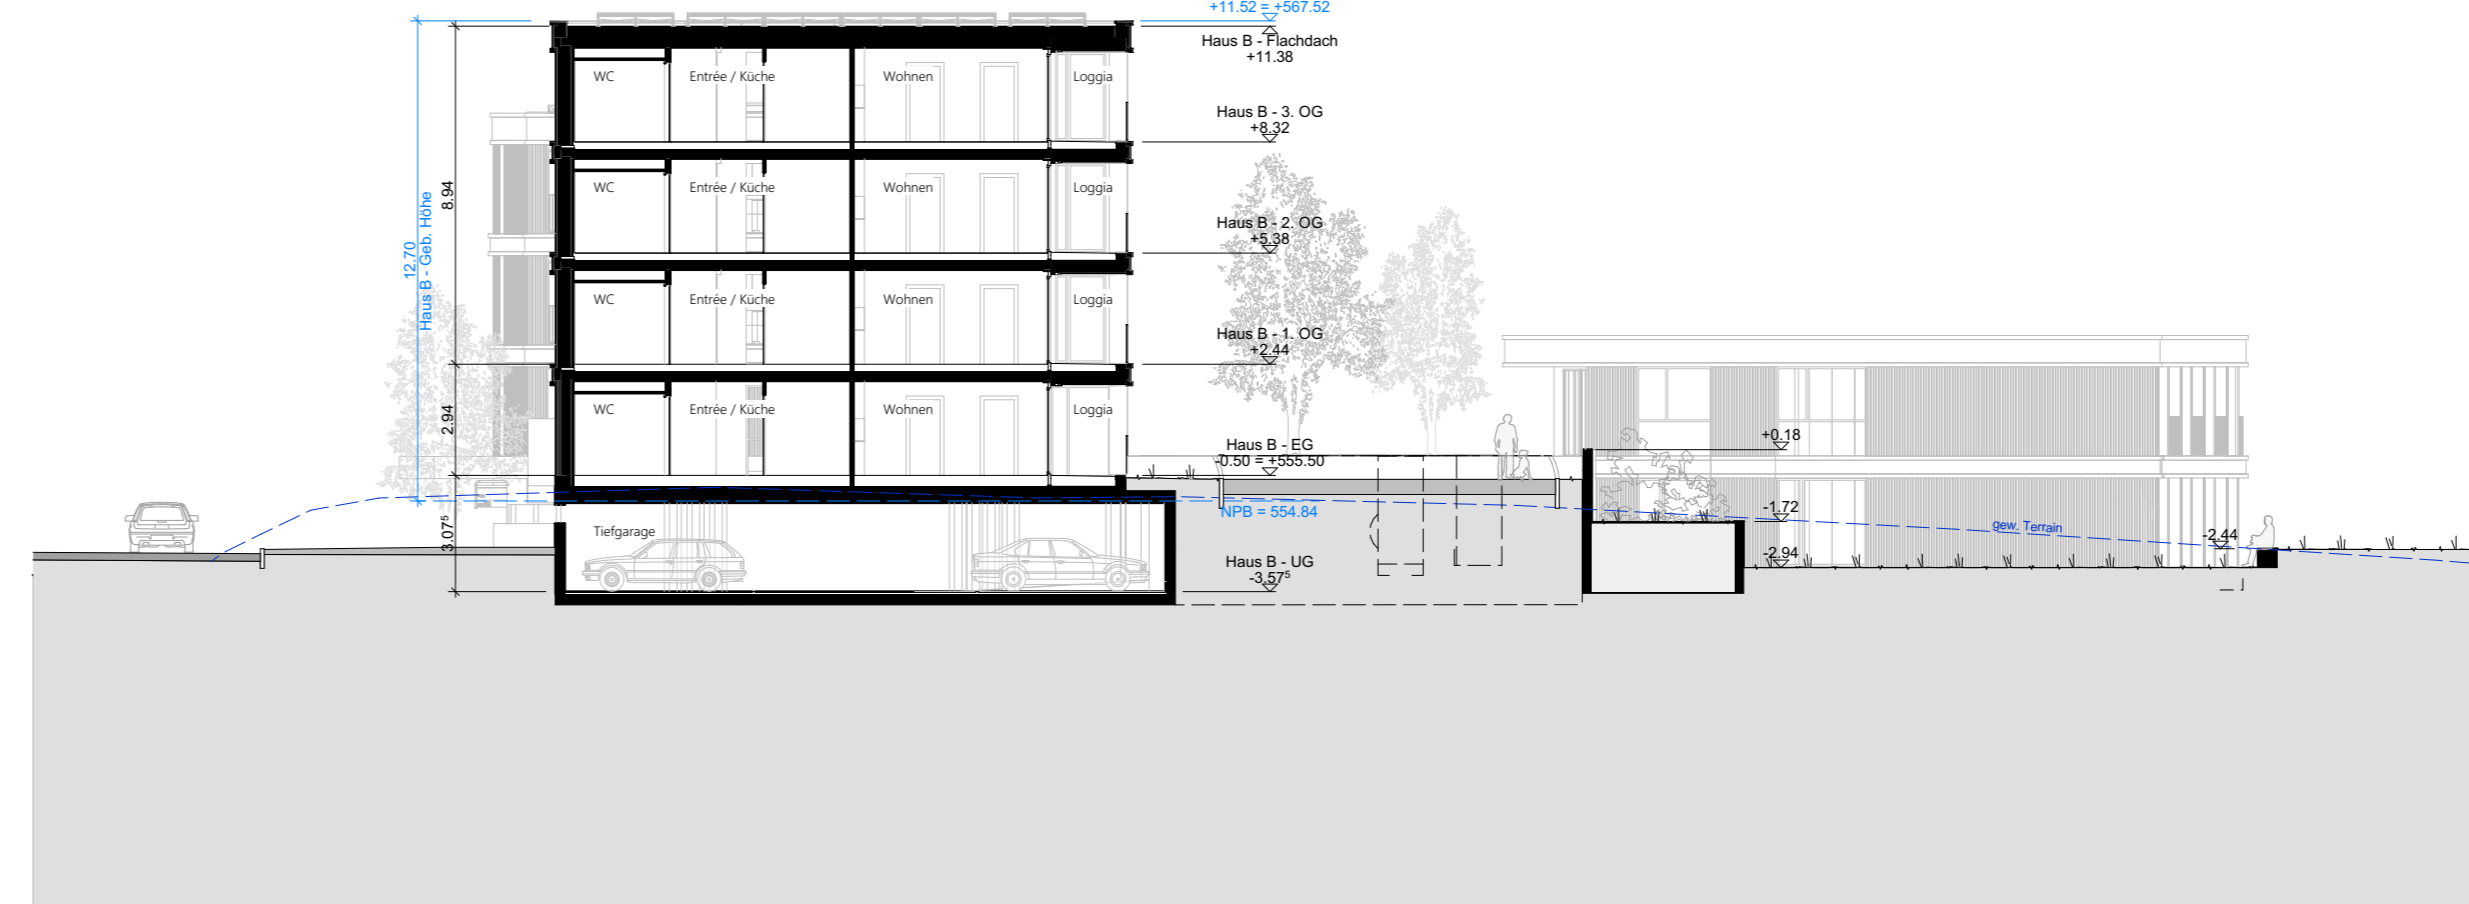 +11.52 = +567.52
Haus B - Flachdach
+11.38
WC
Entrée / Küche
Wohnen
Loggia
Haus B - 3. OG
+8.32
8.94
WC
Entrée / Küche
Wohnen
Loggia
Haus B - 2. OG
+5.38
12.70
Haus B - Geb. Höhe
WC
Entrée / Küche
Wohnen
Loggia
Haus B - 1. OG
+2.44
2.94
WC
Entrée / Küche
Wohnen
Loggia
Haus B - EG
-0.50 = +555.50
+0.18
NPB = 554.84
-1.72
gew. Terrain
-2.44
3.07⁵
Tiefgarage
-2.94
Haus B - UG
-3.57⁵